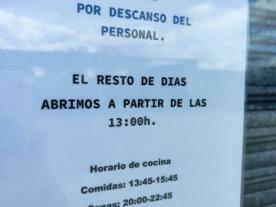 POR DESCANSO DEL
PERSONAL.
EL RESTO DE DIAS
ABRIMOS A PARTIR DE LAS
13:00h.
Horario de cocina
Comidas: 13:45-15:45
Cenas: 20:00-22:45